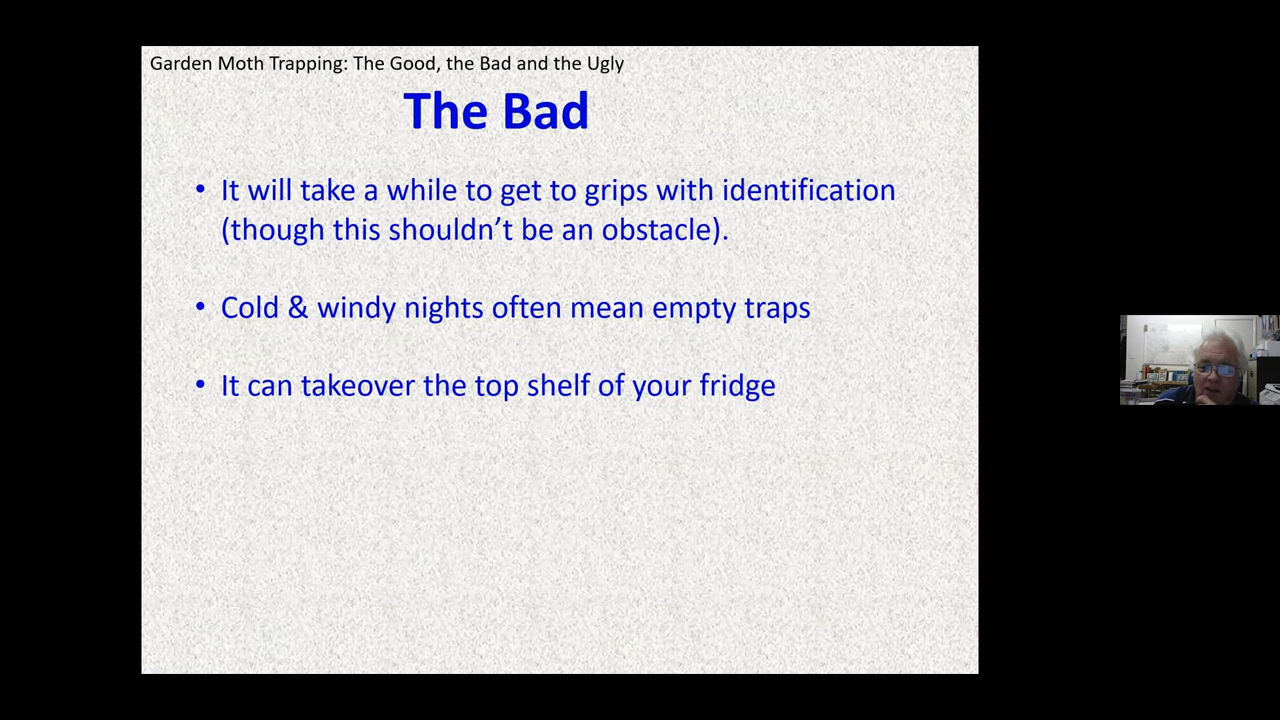 Garden Moth Trapping: The Good, the Bad and the Ugly
The Bad
• It will take a while to get to grips with identification
(though this shouldn’t be an obstacle).
• Cold & windy nights often mean empty traps
• It can takeover the top shelf of your fridge